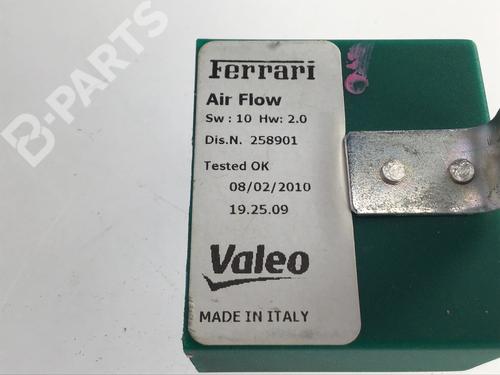 B-PARTS
Ferrari
Air Flow
Sw : 10 Hw: 2.0
Dis.N. 258901
Tested OK
08/02/2010
19.25.09
Valeo
MADE IN ITALY